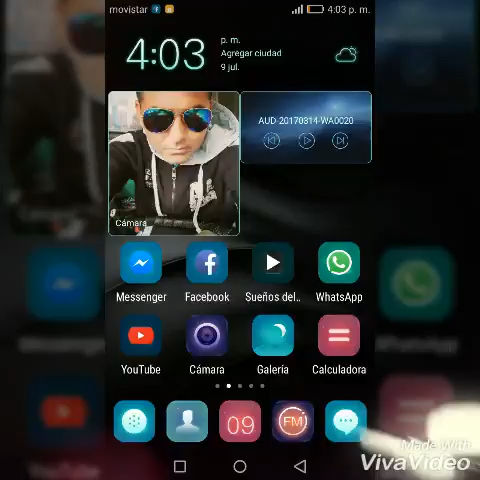 movistar
4:03 p. m.
4:03
p. m.
Agregar ciudad
9 jul.
AUD-20170314-WA0020
Cámara
Messenger
Facebook
Sueños del..
WhatsApp
YouTube
Cámara
Galería
Calculadora
09
FM
Made With
VivaVideo